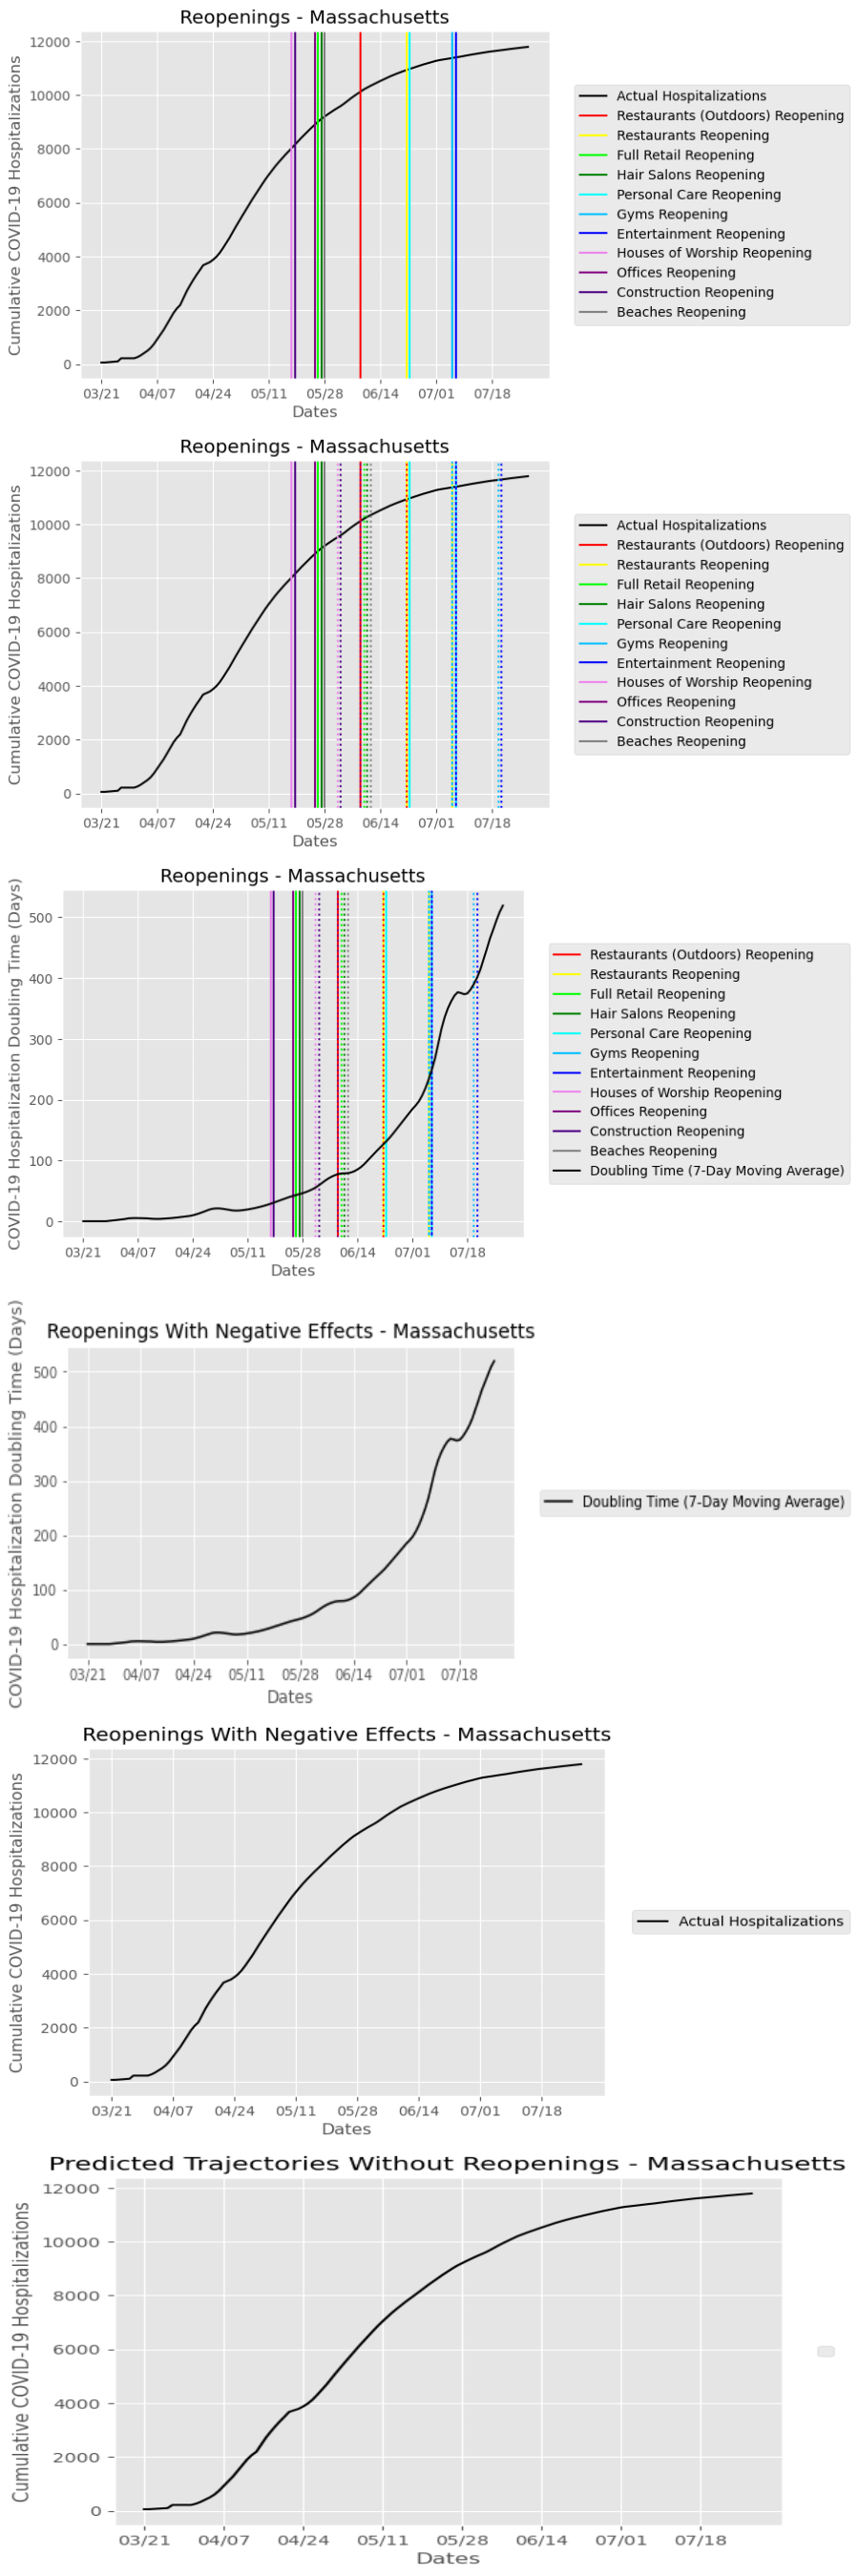 Reopenings - Massachusetts
Cumulative COVID-19 Hospitalizations
12000
10000
8000
6000
4000
2000
0
03/21 04/07 04/24 05/11 05/28 06/14 07/01 07/18
Dates
Actual Hospitalizations
Restaurants (Outdoors) Reopening
Restaurants Reopening
Full Retail Reopening
Hair Salons Reopening
Personal Care Reopening
Gyms Reopening
Entertainment Reopening
Houses of Worship Reopening
Offices Reopening
Construction Reopening
Beaches Reopening
Reopenings - Massachusetts
Cumulative COVID-19 Hospitalizations
12000
10000
8000
6000
4000
2000
0
03/21 04/07 04/24 05/11 05/28 06/14 07/01 07/18
Dates
Actual Hospitalizations
Restaurants (Outdoors) Reopening
Restaurants Reopening
Full Retail Reopening
Hair Salons Reopening
Personal Care Reopening
Gyms Reopening
Entertainment Reopening
Houses of Worship Reopening
Offices Reopening
Construction Reopening
Beaches Reopening
Reopenings - Massachusetts
COVID-19 Hospitalization Doubling Time (Days)
500
400
300
200
100
0
03/21 04/07 04/24 05/11 05/28 06/14 07/01 07/18
Dates
Restaurants (Outdoors) Reopening
Restaurants Reopening
Full Retail Reopening
Hair Salons Reopening
Personal Care Reopening
Gyms Reopening
Entertainment Reopening
Houses of Worship Reopening
Offices Reopening
Construction Reopening
Beaches Reopening
Doubling Time (7-Day Moving Average)
Reopenings With Negative Effects - Massachusetts
COVID-19 Hospitalization Doubling Time (Days)
500
400
300
200
100
0
03/21 04/07 04/24 05/11 05/28 06/14 07/01 07/18
Dates
Doubling Time (7-Day Moving Average)
Reopenings With Negative Effects - Massachusetts
Cumulative COVID-19 Hospitalizations
12000
10000
8000
6000
4000
2000
0
03/21 04/07 04/24 05/11 05/28 06/14 07/01 07/18
Dates
Actual Hospitalizations
Predicted Trajectories Without Reopenings - Massachusetts
Cumulative COVID-19 Hospitalizations
12000
10000
8000
6000
4000
2000
0
03/21 04/07 04/24 05/11 05/28 06/14 07/01 07/18
Dates